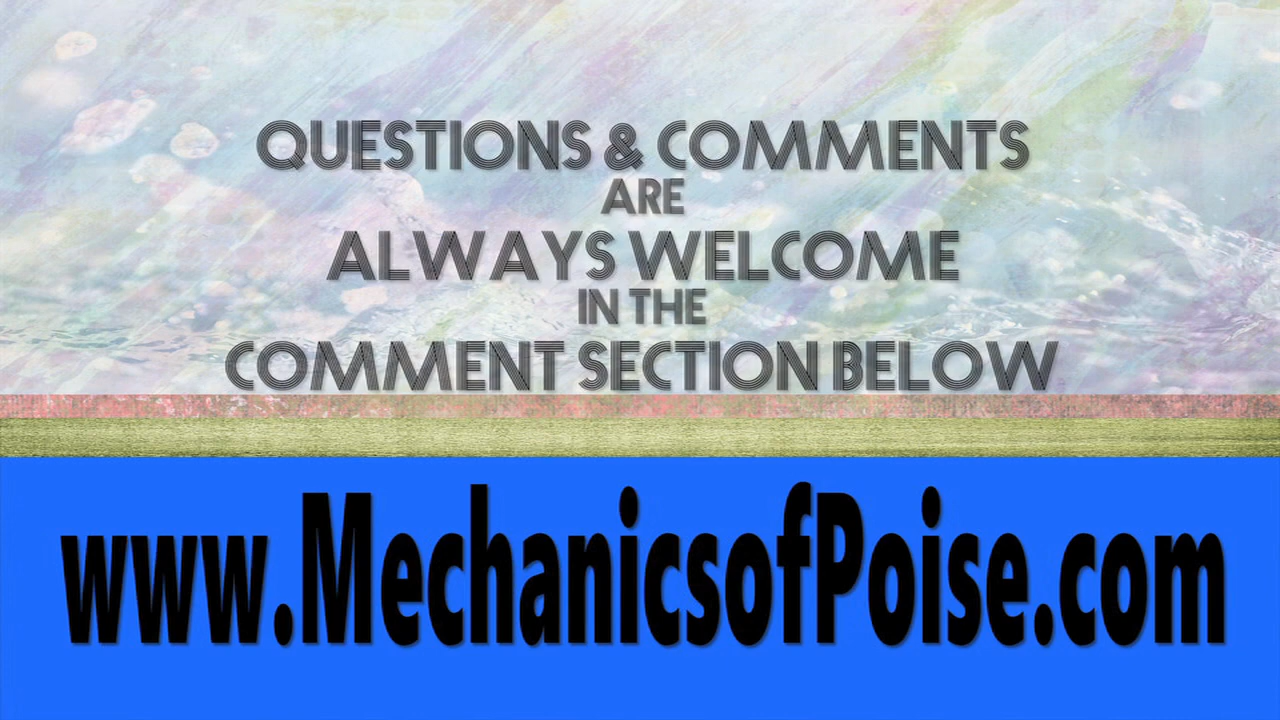 QUESTIONS & COMMENTS
ARE
ALWAYS WELCOME
IN THE
COMMENT SECTION BELOW
www.MechanicsofPoise.com